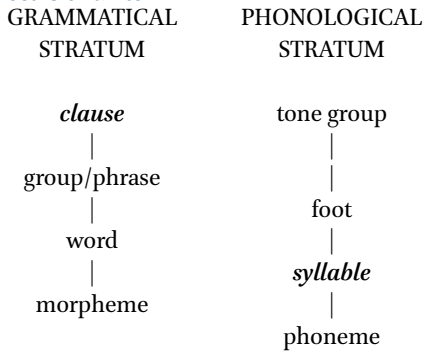 GRAMMATICAL
STRATUM
clause
group/phrase
word
morpheme
PHONOLOGICAL
STRATUM
tone group
foot
syllable
phoneme